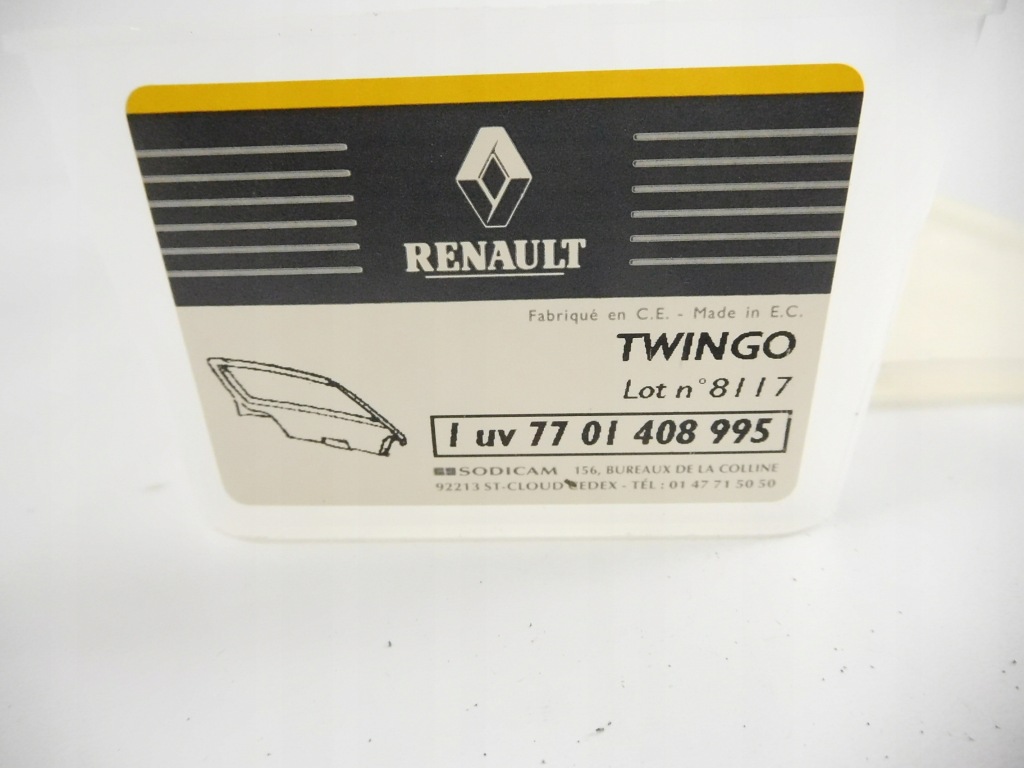 RENAULT
Fabriqué en C.E. - Made in E.C.
TWINGO
Lot n°8117
1 uv 77 01 408 995
SODICAM 156, BUREAUX DE LA COLLINE
92213 ST-CLOUD CEDEX - TÉL : 01 47 71 50 50